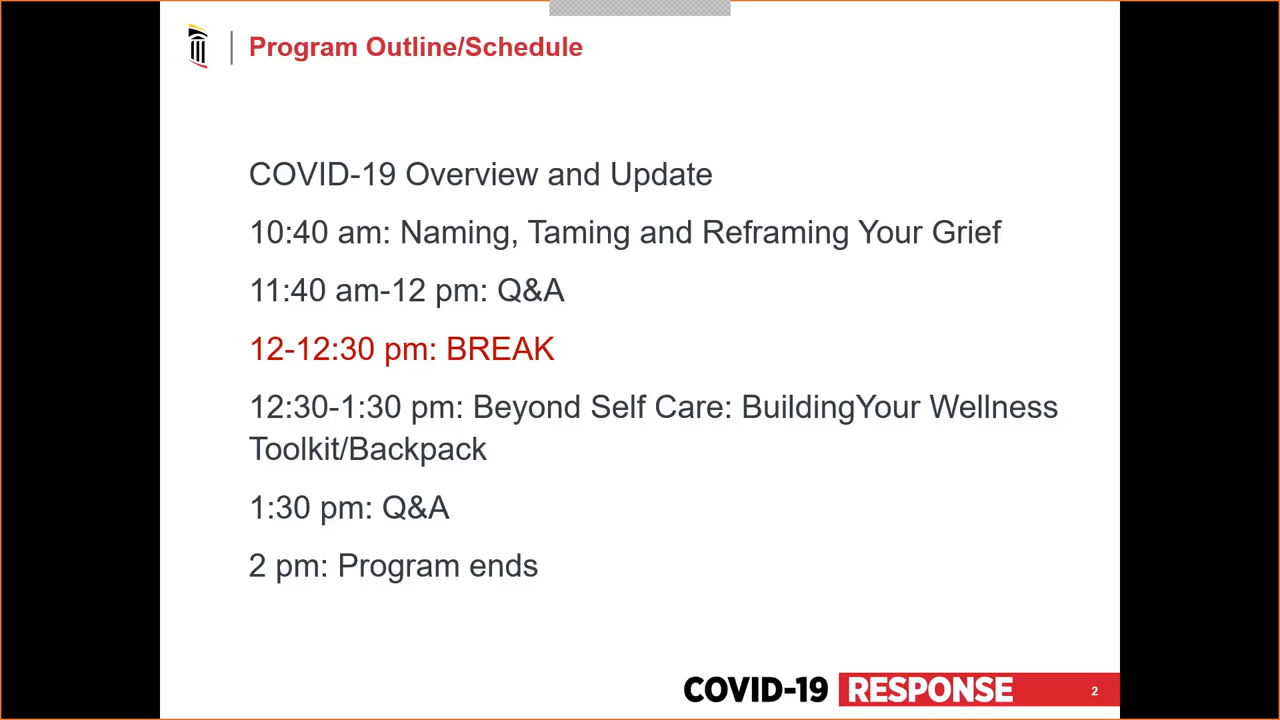 Program Outline/Schedule
COVID-19 Overview and Update
10:40 am: Naming, Taming and Reframing Your Grief
11:40 am-12 pm: Q&A
12-12:30 pm: BREAK
12:30-1:30 pm: Beyond Self Care: BuildingYour Wellness
Toolkit/Backpack
1:30 pm: Q&A
2 pm: Program ends
COVID-19 RESPONSE 2